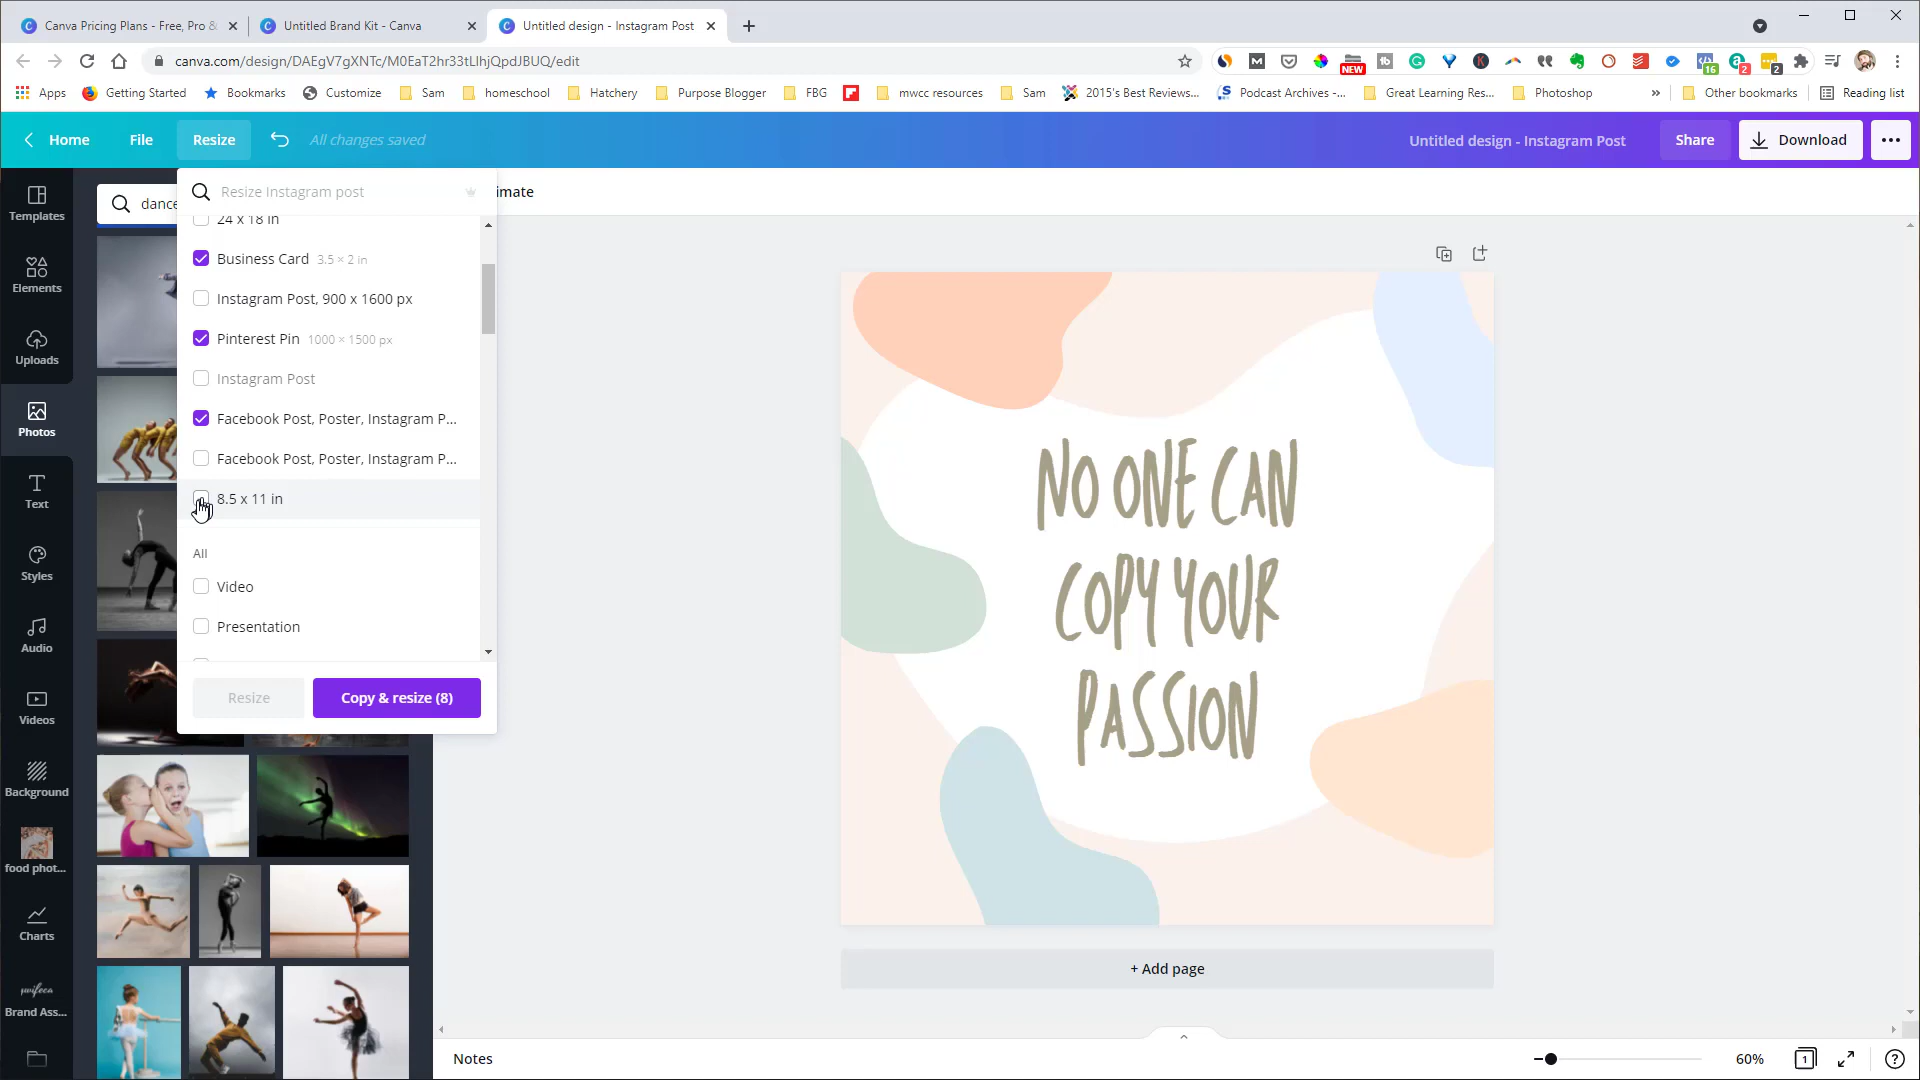 Canva Pricing Plans - Free, Pro &
Untitled Brand Kit - Canva
Untitled design - Instagram Post
canva.com/design/DAEgV7gXNTc/M0EaT2hr33tLIhjQpdJBUQ/edit
NEW
16
2
2
Apps
Getting Started
Bookmarks
Customize
Sam
homeschool
Hatchery
Purpose Blogger
FBG
mwcc resources
Sam
2015's Best Reviews...
Podcast Archives -...
Great Learning Res...
Photoshop
»
Other bookmarks
Reading list
Home
File
Resize
All changes saved
Untitled design - Instagram Post
Share
Download
Templates
Elements
Uploads
Photos
Text
Styles
Audio
Videos
Background
food phot...
Charts
Brand Ass...
dance
Resize Instagram post
imate
24 x 18 in
Business Card 3.5 × 2 in
Instagram Post, 900 x 1600 px
Pinterest Pin 1000 × 1500 px
Instagram Post
Facebook Post, Poster, Instagram P...
Facebook Post, Poster, Instagram P...
8.5 x 11 in
All
Video
Presentation
Resize
Copy & resize (8)
NO ONE CAN
COPY YOUR
PASSION
+ Add page
Notes
60%
1